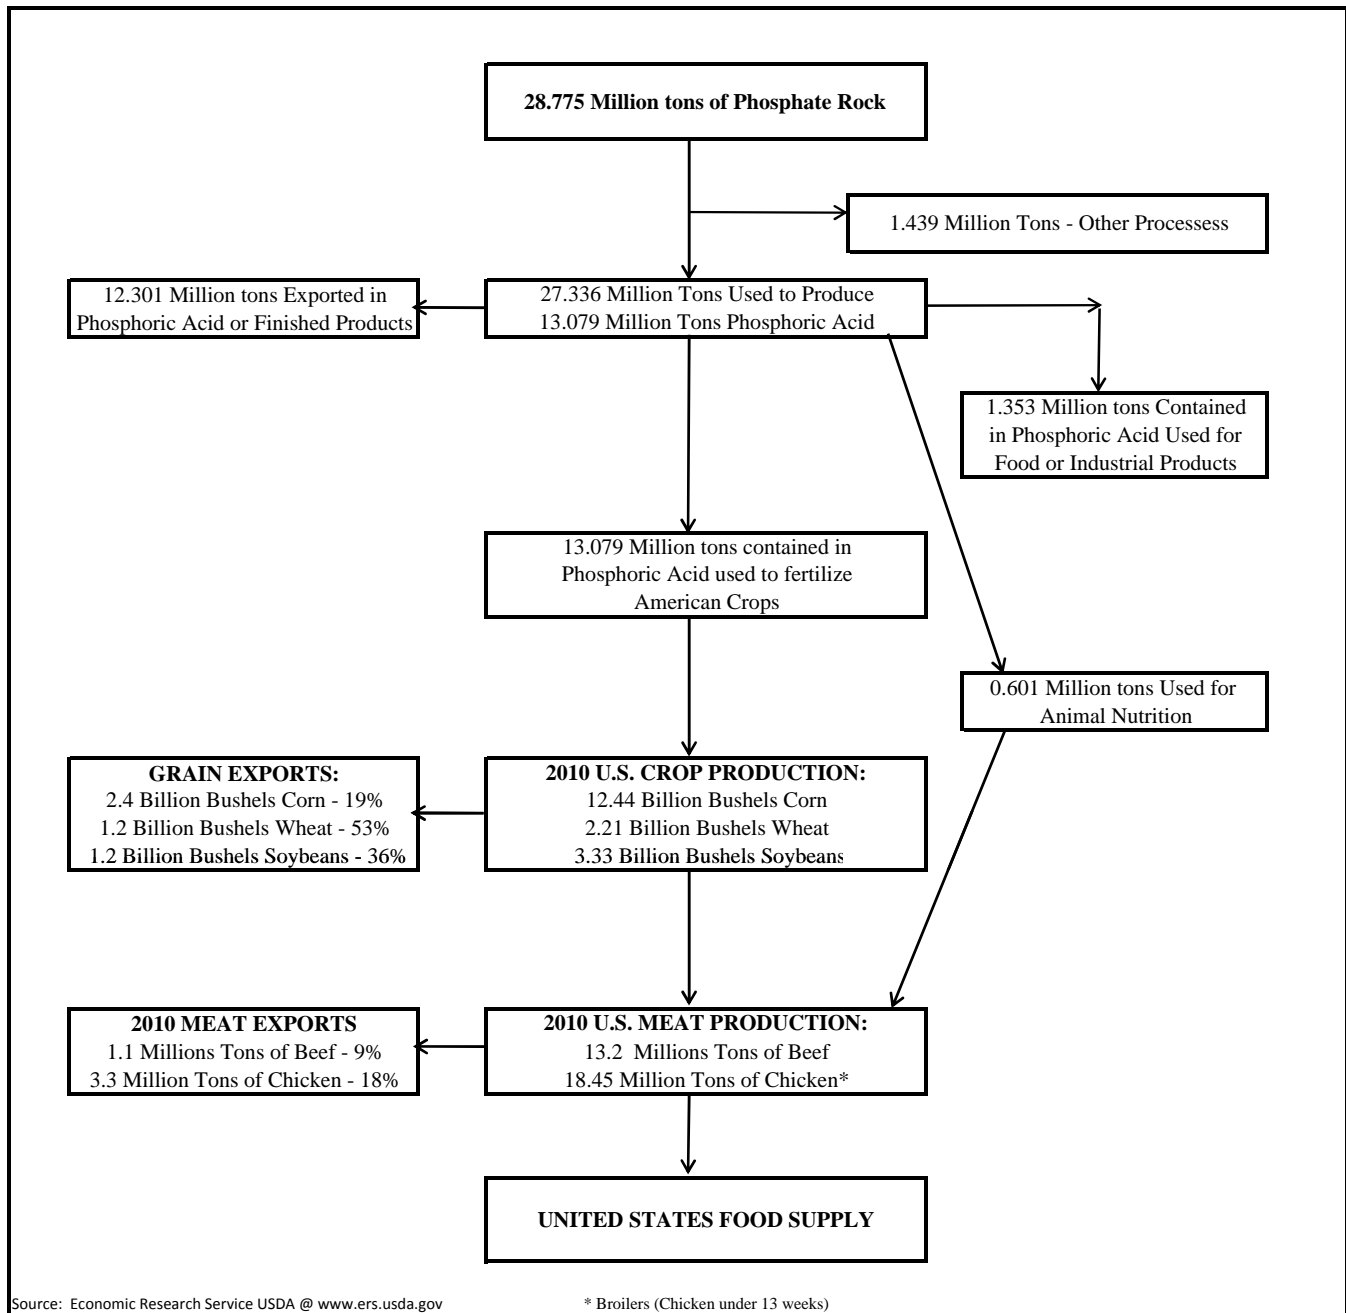 28.775 Million tons of Phosphate Rock
1.439 Million Tons - Other Processess
12.301 Million tons Exported in
Phosphoric Acid or Finished Products
27.336 Million Tons Used to Produce
13.079 Million Tons Phosphoric Acid
1.353 Million tons Contained
in Phosphoric Acid Used for
Food or Industrial Products
13.079 Million tons contained in
Phosphoric Acid used to fertilize
American Crops
0.601 Million tons Used for
Animal Nutrition
GRAIN EXPORTS:
2.4 Billion Bushels Corn - 19%
1.2 Billion Bushels Wheat - 53%
1.2 Billion Bushels Soybeans - 36%
2010 U.S. CROP PRODUCTION:
12.44 Billion Bushels Corn
2.21 Billion Bushels Wheat
3.33 Billion Bushels Soybeans
2010 MEAT EXPORTS
1.1 Millions Tons of Beef - 9%
3.3 Million Tons of Chicken - 18%
2010 U.S. MEAT PRODUCTION:
13.2 Millions Tons of Beef
18.45 Million Tons of Chicken*
UNITED STATES FOOD SUPPLY
Source: Economic Research Service USDA @ www.ers.usda.gov
* Broilers (Chicken under 13 weeks)